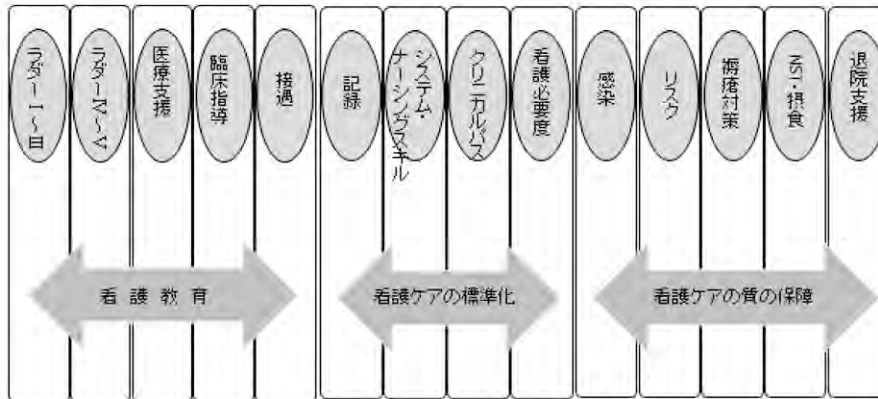 ラダーⅠ～Ⅲ
ラダーⅣ～Ⅴ
医療支援
臨床指導
接遇
記録
システム・
ナーシングスキル
クリニカルパス
看護必要度
感染
リスク
褥瘡対策
NST・摂食
退院支援
看護教育
看護ケアの標準化
看護ケアの質の保障